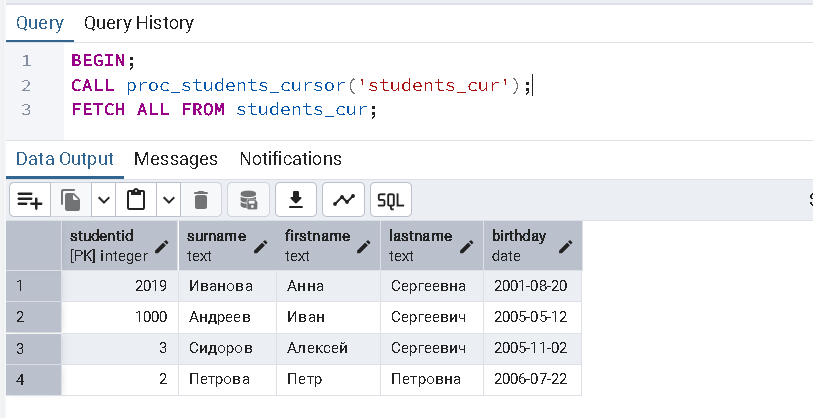 Query Query History
1 BEGIN;
2 CALL proc_students_cursor('students_cur');
3 FETCH ALL FROM students_cur;
Data Output Messages Notifications
SQL S
studentid surname firstname lastname birthday
[PK] integer text text text date
1 2019 Иванова Анна Сергеевна 2001-08-20
2 1000 Андреев Иван Сергеевич 2005-05-12
3 3 Сидоров Алексей Сергеевич 2005-11-02
4 2 Петрова Петр Петровна 2006-07-22